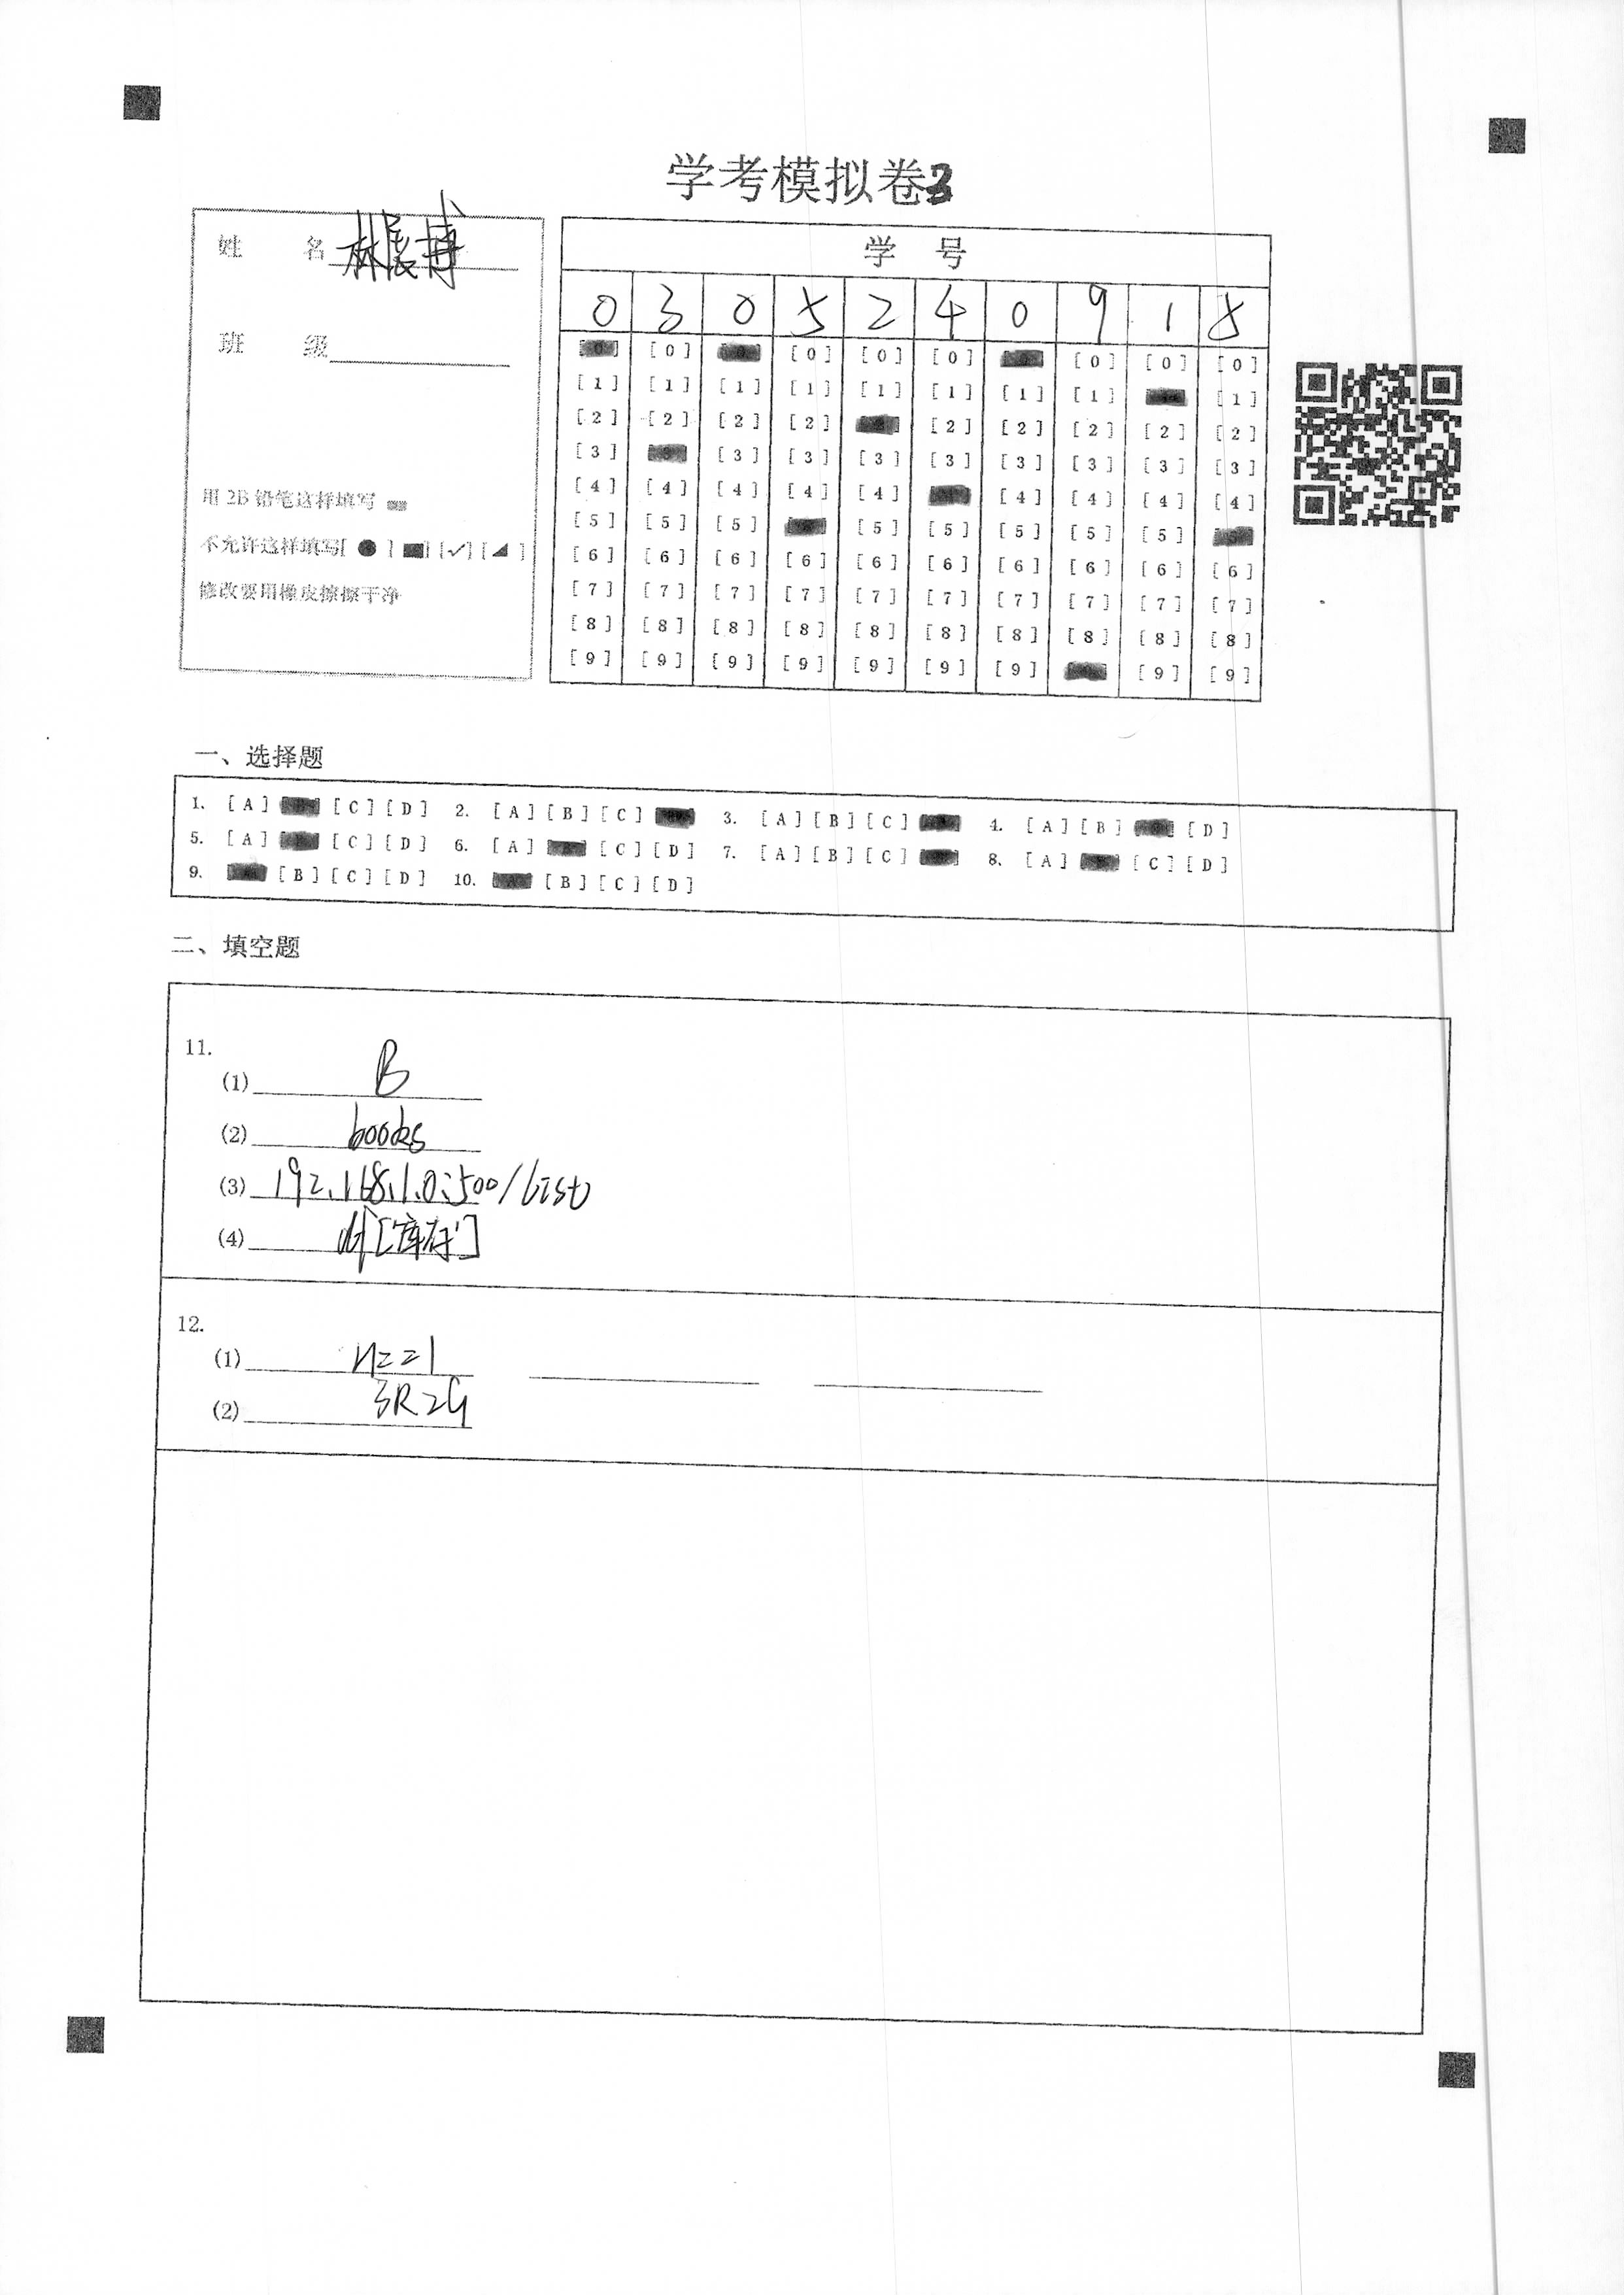 学考模拟卷3
姓 名 林展博
班 级
用 2B 铅笔这样填写
不允许这样填写[ ● ] [✓] [ ]
修改要用橡皮擦擦干净
学 号
0 3 0 5 2 4 0 9 1 5
[0] [0] [0] [0] [0] [0] [0]
[1] [1] [1] [1] [1] [1] [1] [1] [1]
[2] [2] [2] [2] [2] [2] [2] [2] [2]
[3] [3] [3] [3] [3] [3] [3] [3] [3]
[4] [4] [4] [4] [4] [4] [4] [4] [4]
[5] [5] [5] [5] [5] [5] [5] [5]
[6] [6] [6] [6] [6] [6] [6] [6] [6] [6]
[7] [7] [7] [7] [7] [7] [7] [7] [7] [7]
[8] [8] [8] [8] [8] [8] [8] [8] [8] [8]
[9] [9] [9] [9] [9] [9] [9] [9] [9]
一、选择题
1. [A] [C] [D] 2. [A] [B] [C] 3. [A] [B] [C] 4. [A] [B] [D]
5. [A] [C] [D] 6. [A] [C] [D] 7. [A] [B] [C] 8. [A] [C] [D]
9. [B] [C] [D] 10. [B] [C] [D]
二、填空题
11.
(1) B
(2) books
(3) 192.168.1.0:500/list
(4) df['库存']
12.
(1) n==1
(2) 3R2G